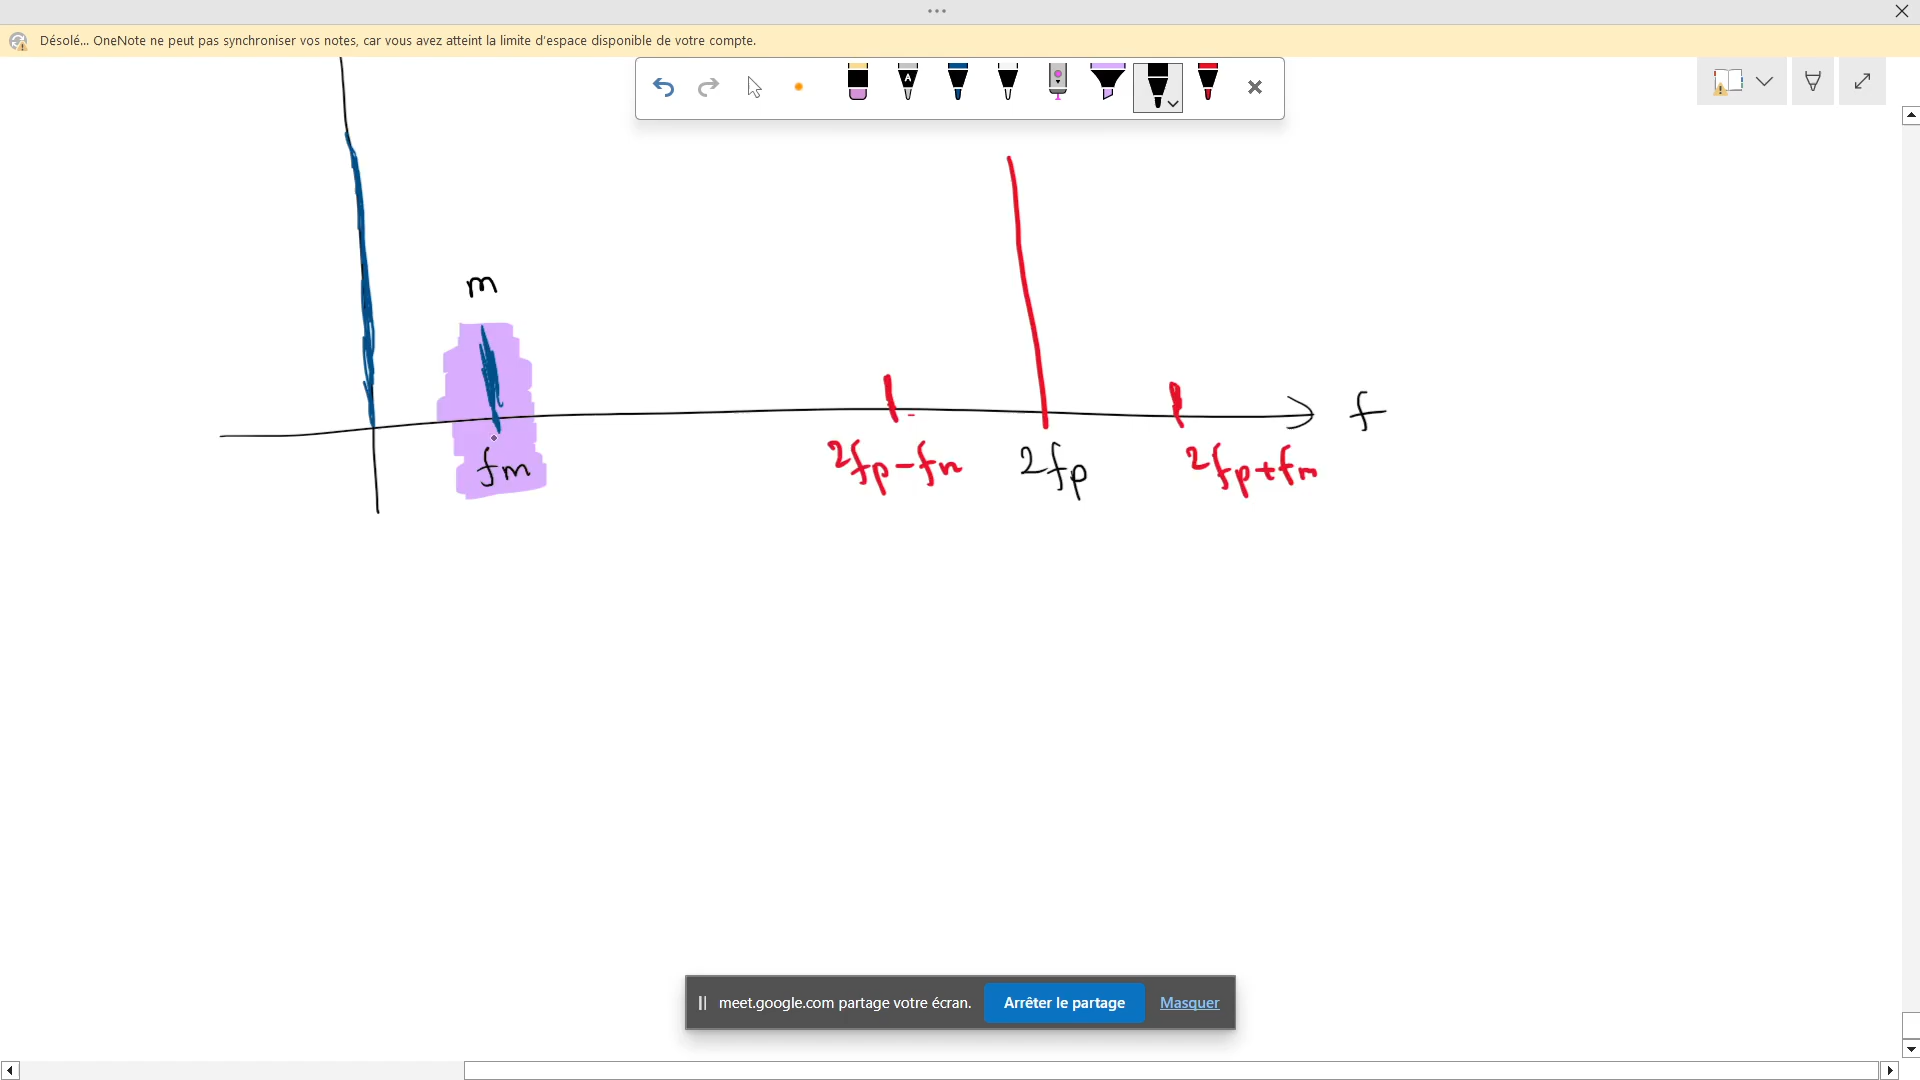 Désolé... OneNote ne peut pas synchroniser vos notes, car vous avez atteint la limite d'espace disponible de votre compte.
A
m
fm
2fp-fm
2fp
2fp+fm
f
meet.google.com partage votre écran.
Arrêter le partage
Masquer